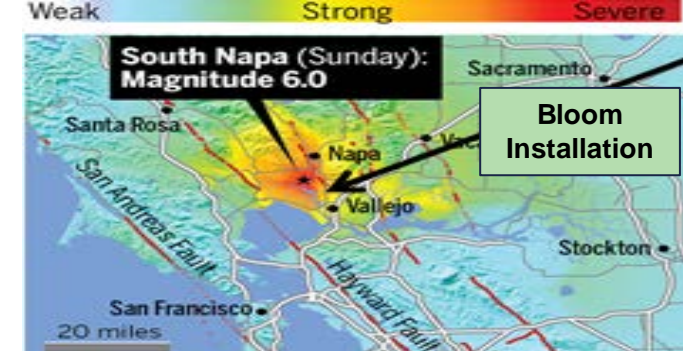 Weak Strong Severe
South Napa (Sunday):
Magnitude 6.0
Sacramento
Bloom
Installation
Santa Rosa
Napa
Vallejo
San Andreas Fault
Stockton
Hayward Fault
San Francisco
20 miles